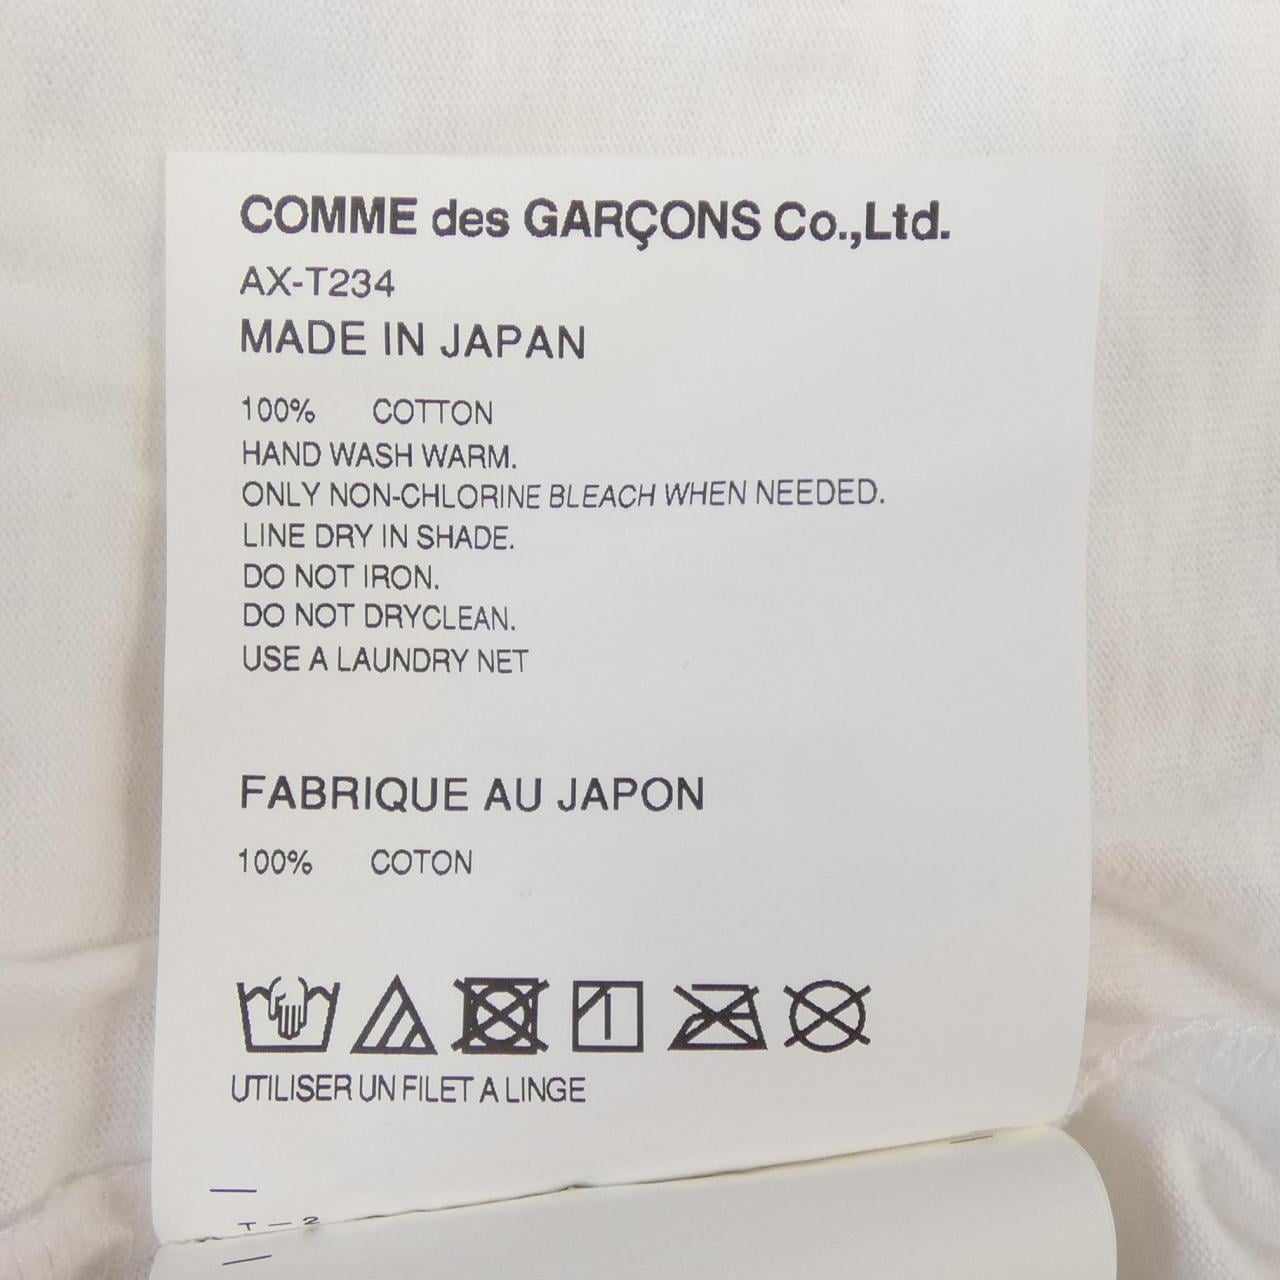 COMME des GARÇONS Co.,Ltd.
AX-T234
MADE IN JAPAN
100% COTTON
HAND WASH WARM.
ONLY NON-CHLORINE BLEACH WHEN NEEDED.
LINE DRY IN SHADE.
DO NOT IRON.
DO NOT DRYCLEAN.
USE A LAUNDRY NET
FABRIQUE AU JAPON
100% COTON
UTILISER UN FILET A LINGE
T－2